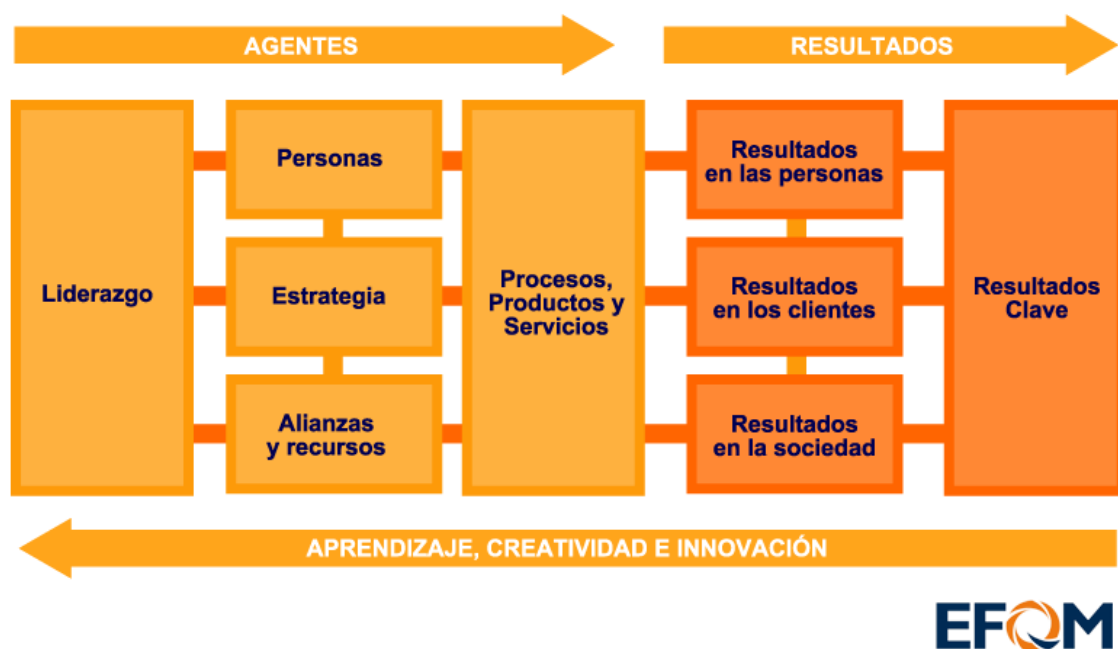 AGENTES
RESULTADOS
Liderazgo
Personas
Estrategia
Alianzas
y recursos
Procesos,
Productos y
Servicios
Resultados
en las personas
Resultados
en los clientes
Resultados
en la sociedad
Resultados
Clave
APRENDIZAJE, CREATIVIDAD E INNOVACIÓN
EFQM